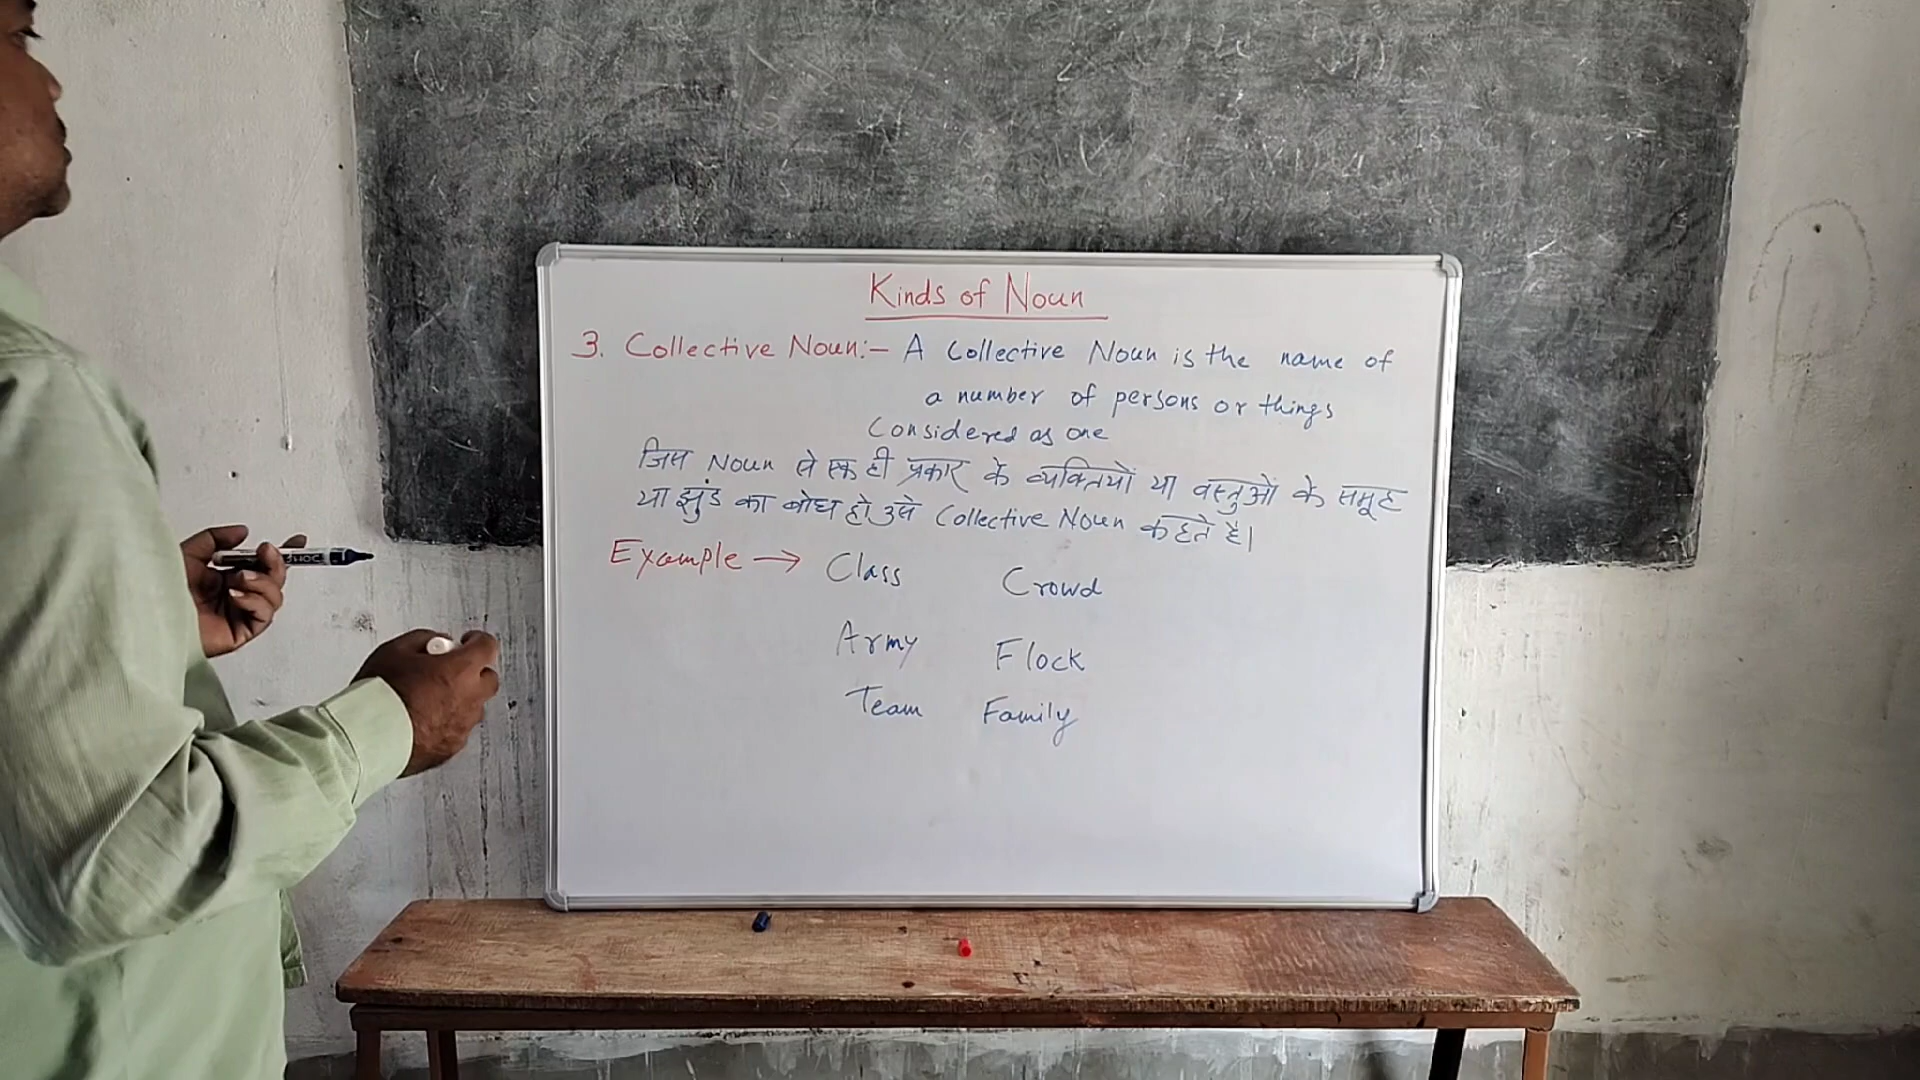 Kinds of Noun
3. Collective Noun:- A Collective Noun is the name of
a number of persons or things
Considered as one
जिस Noun से एक ही प्रकार के व्यक्तियों या वस्तुओं के समूह
या झुंड का बोध हो उसे Collective Noun कहते हैं।
Example → Class Crowd
Army Flock
Team Family